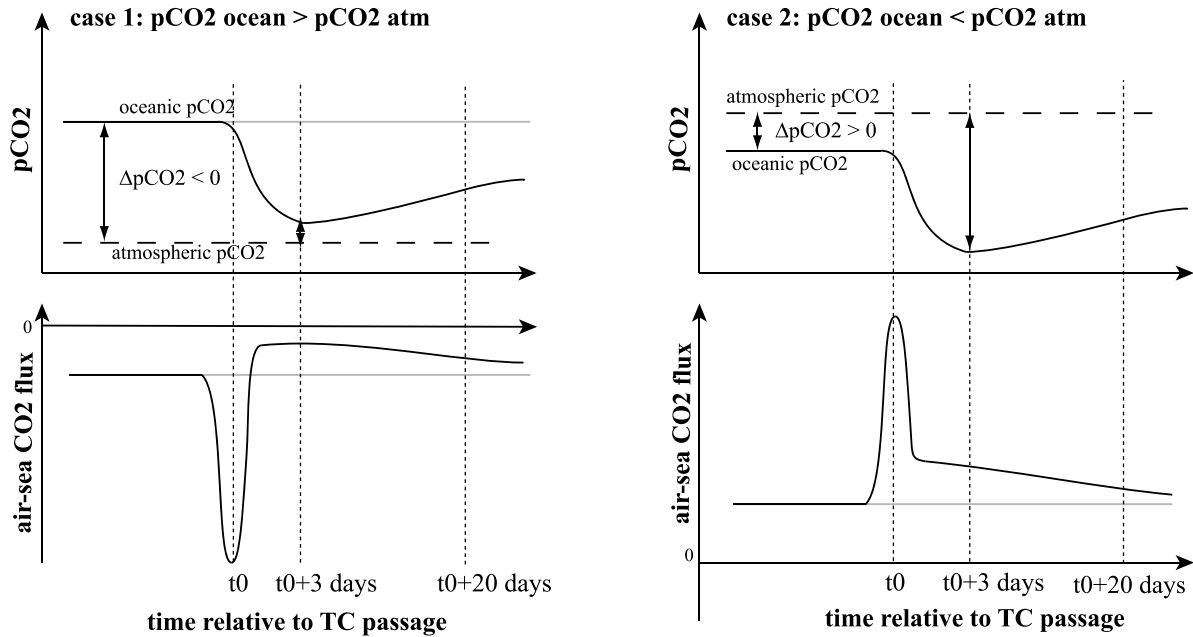 case 1: pCO2 ocean > pCO2 atm
pCO2
oceanic pCO2
ΔpCO2 < 0
atmospheric pCO2
0
air-sea CO2 flux
t0
t0+3 days
t0+20 days
time relative to TC passage
case 2: pCO2 ocean < pCO2 atm
pCO2
atmospheric pCO2
ΔpCO2 > 0
oceanic pCO2
air-sea CO2 flux
0
t0
t0+3 days
t0+20 days
time relative to TC passage